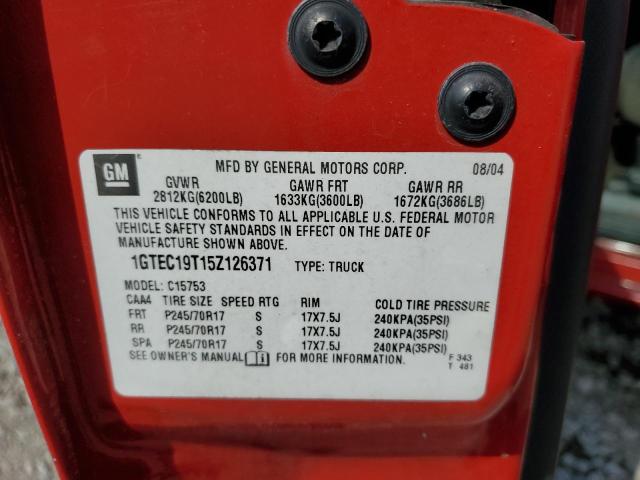 GM
MFD BY GENERAL MOTORS CORP. 08/04
GVWR GAWR FRT GAWR RR
2812KG(6200LB) 1633KG(3600LB) 1672KG(3686LB)
THIS VEHICLE CONFORMS TO ALL APPLICABLE U.S. FEDERAL MOTOR
VEHICLE SAFETY STANDARDS IN EFFECT ON THE DATE OF
MANUFACTURE SHOWN ABOVE.
1GTEC19T15Z126371 TYPE: TRUCK
MODEL: C15753
CAA4 TIRE SIZE SPEED RTG RIM COLD TIRE PRESSURE
FRT P245/70R17 S 17X7.5J 240KPA(35PSI)
RR P245/70R17 S 17X7.5J 240KPA(35PSI)
SPA P245/70R17 S 17X7.5J 240KPA(35PSI)
SEE OWNER'S MANUAL i FOR MORE INFORMATION.
F 343
T 481